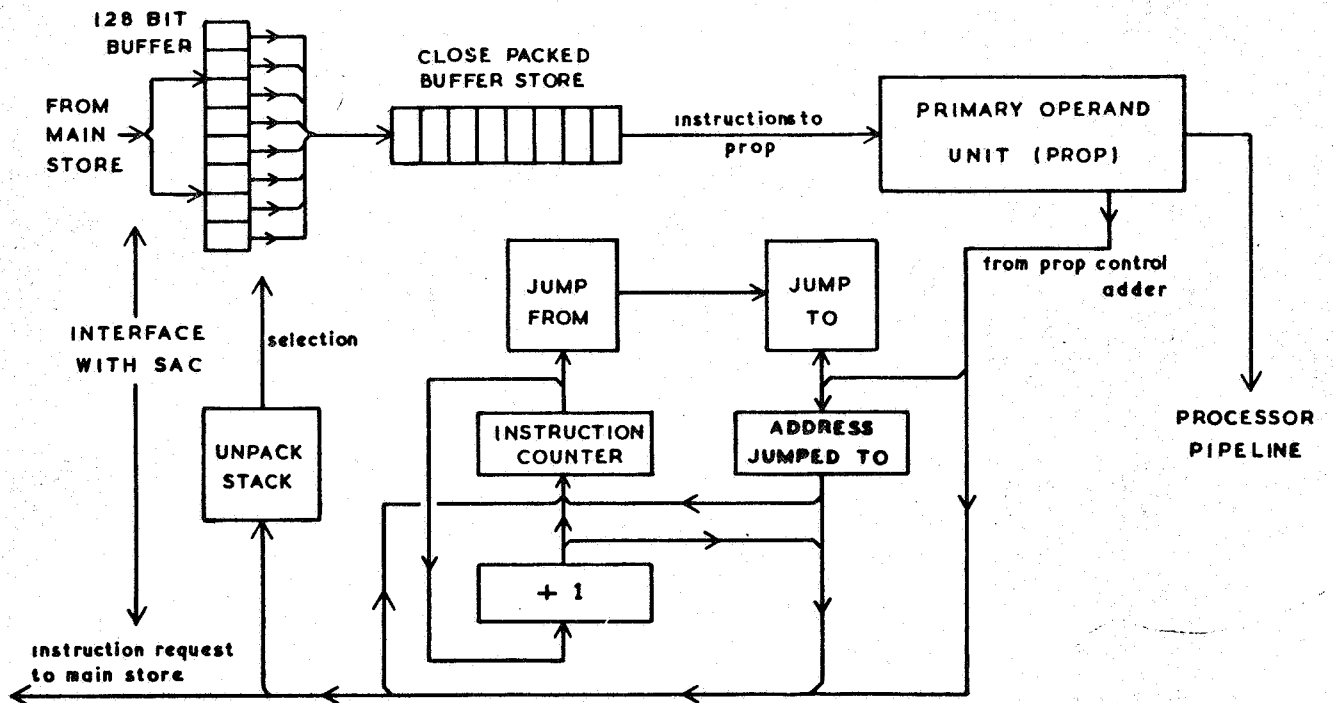 128 BIT
BUFFER
FROM
MAIN
STORE
CLOSE PACKED
BUFFER STORE
instructions to
prop
PRIMARY OPERAND
UNIT (PROP)
from prop control
adder
JUMP
FROM
JUMP
TO
INTERFACE
WITH SAC
selection
UNPACK
STACK
INSTRUCTION
COUNTER
ADDRESS
JUMPED TO
PROCESSOR
PIPELINE
+ 1
instruction request
to main store